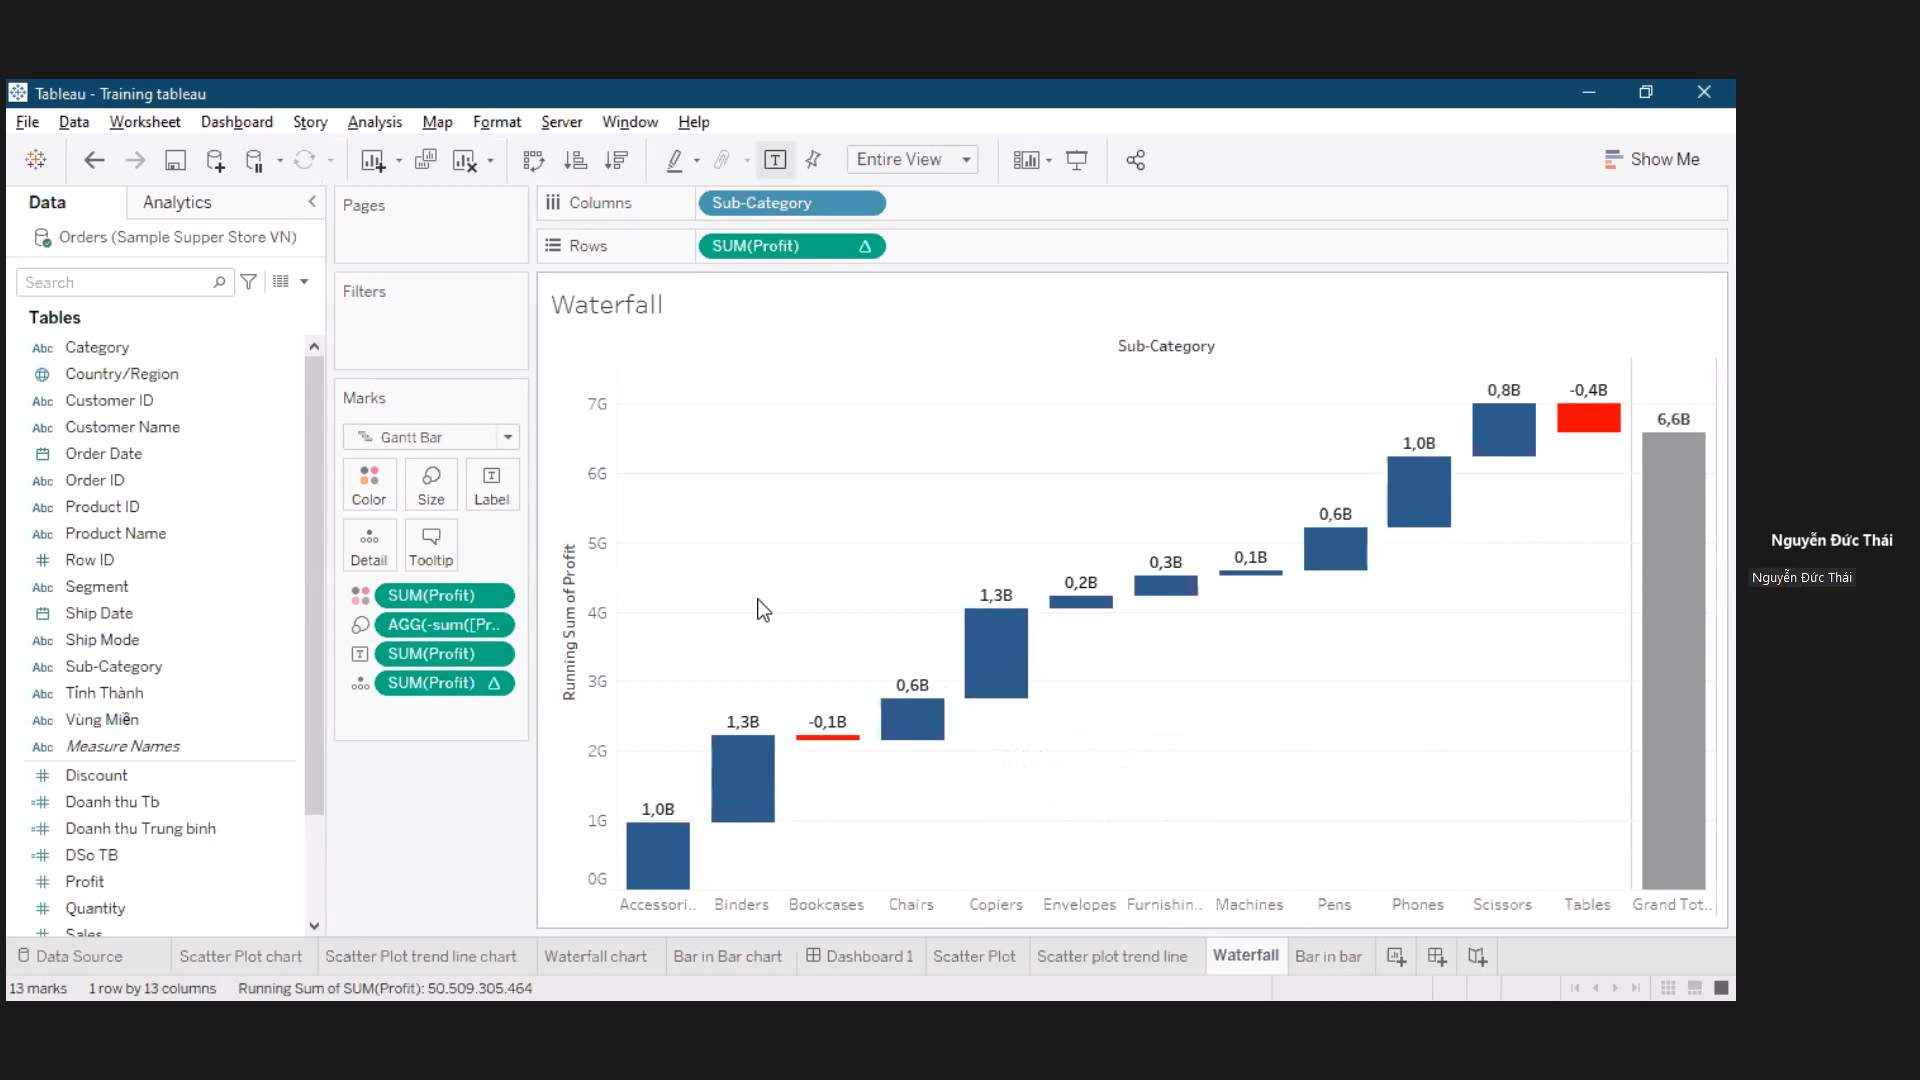 Tableau - Training tableau
File Data Worksheet Dashboard Story Analysis Map Format Server Window Help
Entire View
Show Me
Data Analytics
Orders (Sample Supper Store VN)
Search
Tables
Abc Category
Country/Region
Abc Customer ID
Abc Customer Name
Order Date
Abc Order ID
Abc Product ID
Abc Product Name
# Row ID
Abc Segment
Ship Date
Abc Ship Mode
Abc Sub-Category
Abc Tỉnh Thành
Abc Vùng Miền
Abc Measure Names
# Discount
=# Doanh thu Tb
=# Doanh thu Trung binh
=# DSo TB
# Profit
# Quantity
# Sales
Pages
Filters
Marks
Gantt Bar
Color Size Label
Detail Tooltip
SUM(Profit)
AGG(-sum([Pr..
SUM(Profit)
SUM(Profit) Δ
Columns Sub-Category
Rows SUM(Profit) Δ
Waterfall
Sub-Category
Running Sum of Profit
7G
6G
5G
4G
3G
2G
1G
0G
1,0B
1,3B
-0,1B
0,6B
1,3B
0,2B
0,3B
0,1B
0,6B
1,0B
0,8B
-0,4B
6,6B
Accessori.. Binders Bookcases Chairs Copiers Envelopes Furnishin.. Machines Pens Phones Scissors Tables Grand Tot..
Data Source Scatter Plot chart Scatter Plot trend line chart Waterfall chart Bar in Bar chart Dashboard 1 Scatter Plot Scatter plot trend line Waterfall Bar in bar
13 marks 1 row by 13 columns Running Sum of SUM(Profit): 50.509.305.464
Nguyễn Đức Thái
Nguyễn Đức Thái